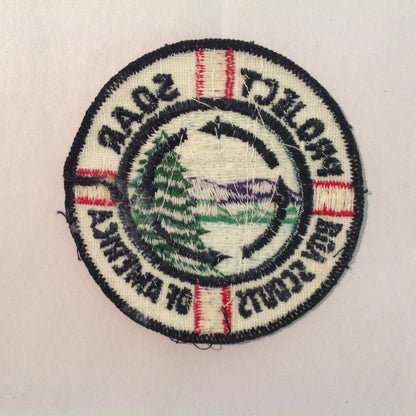 PROJECT SOAR
BOY SCOUTS OF AMERICA